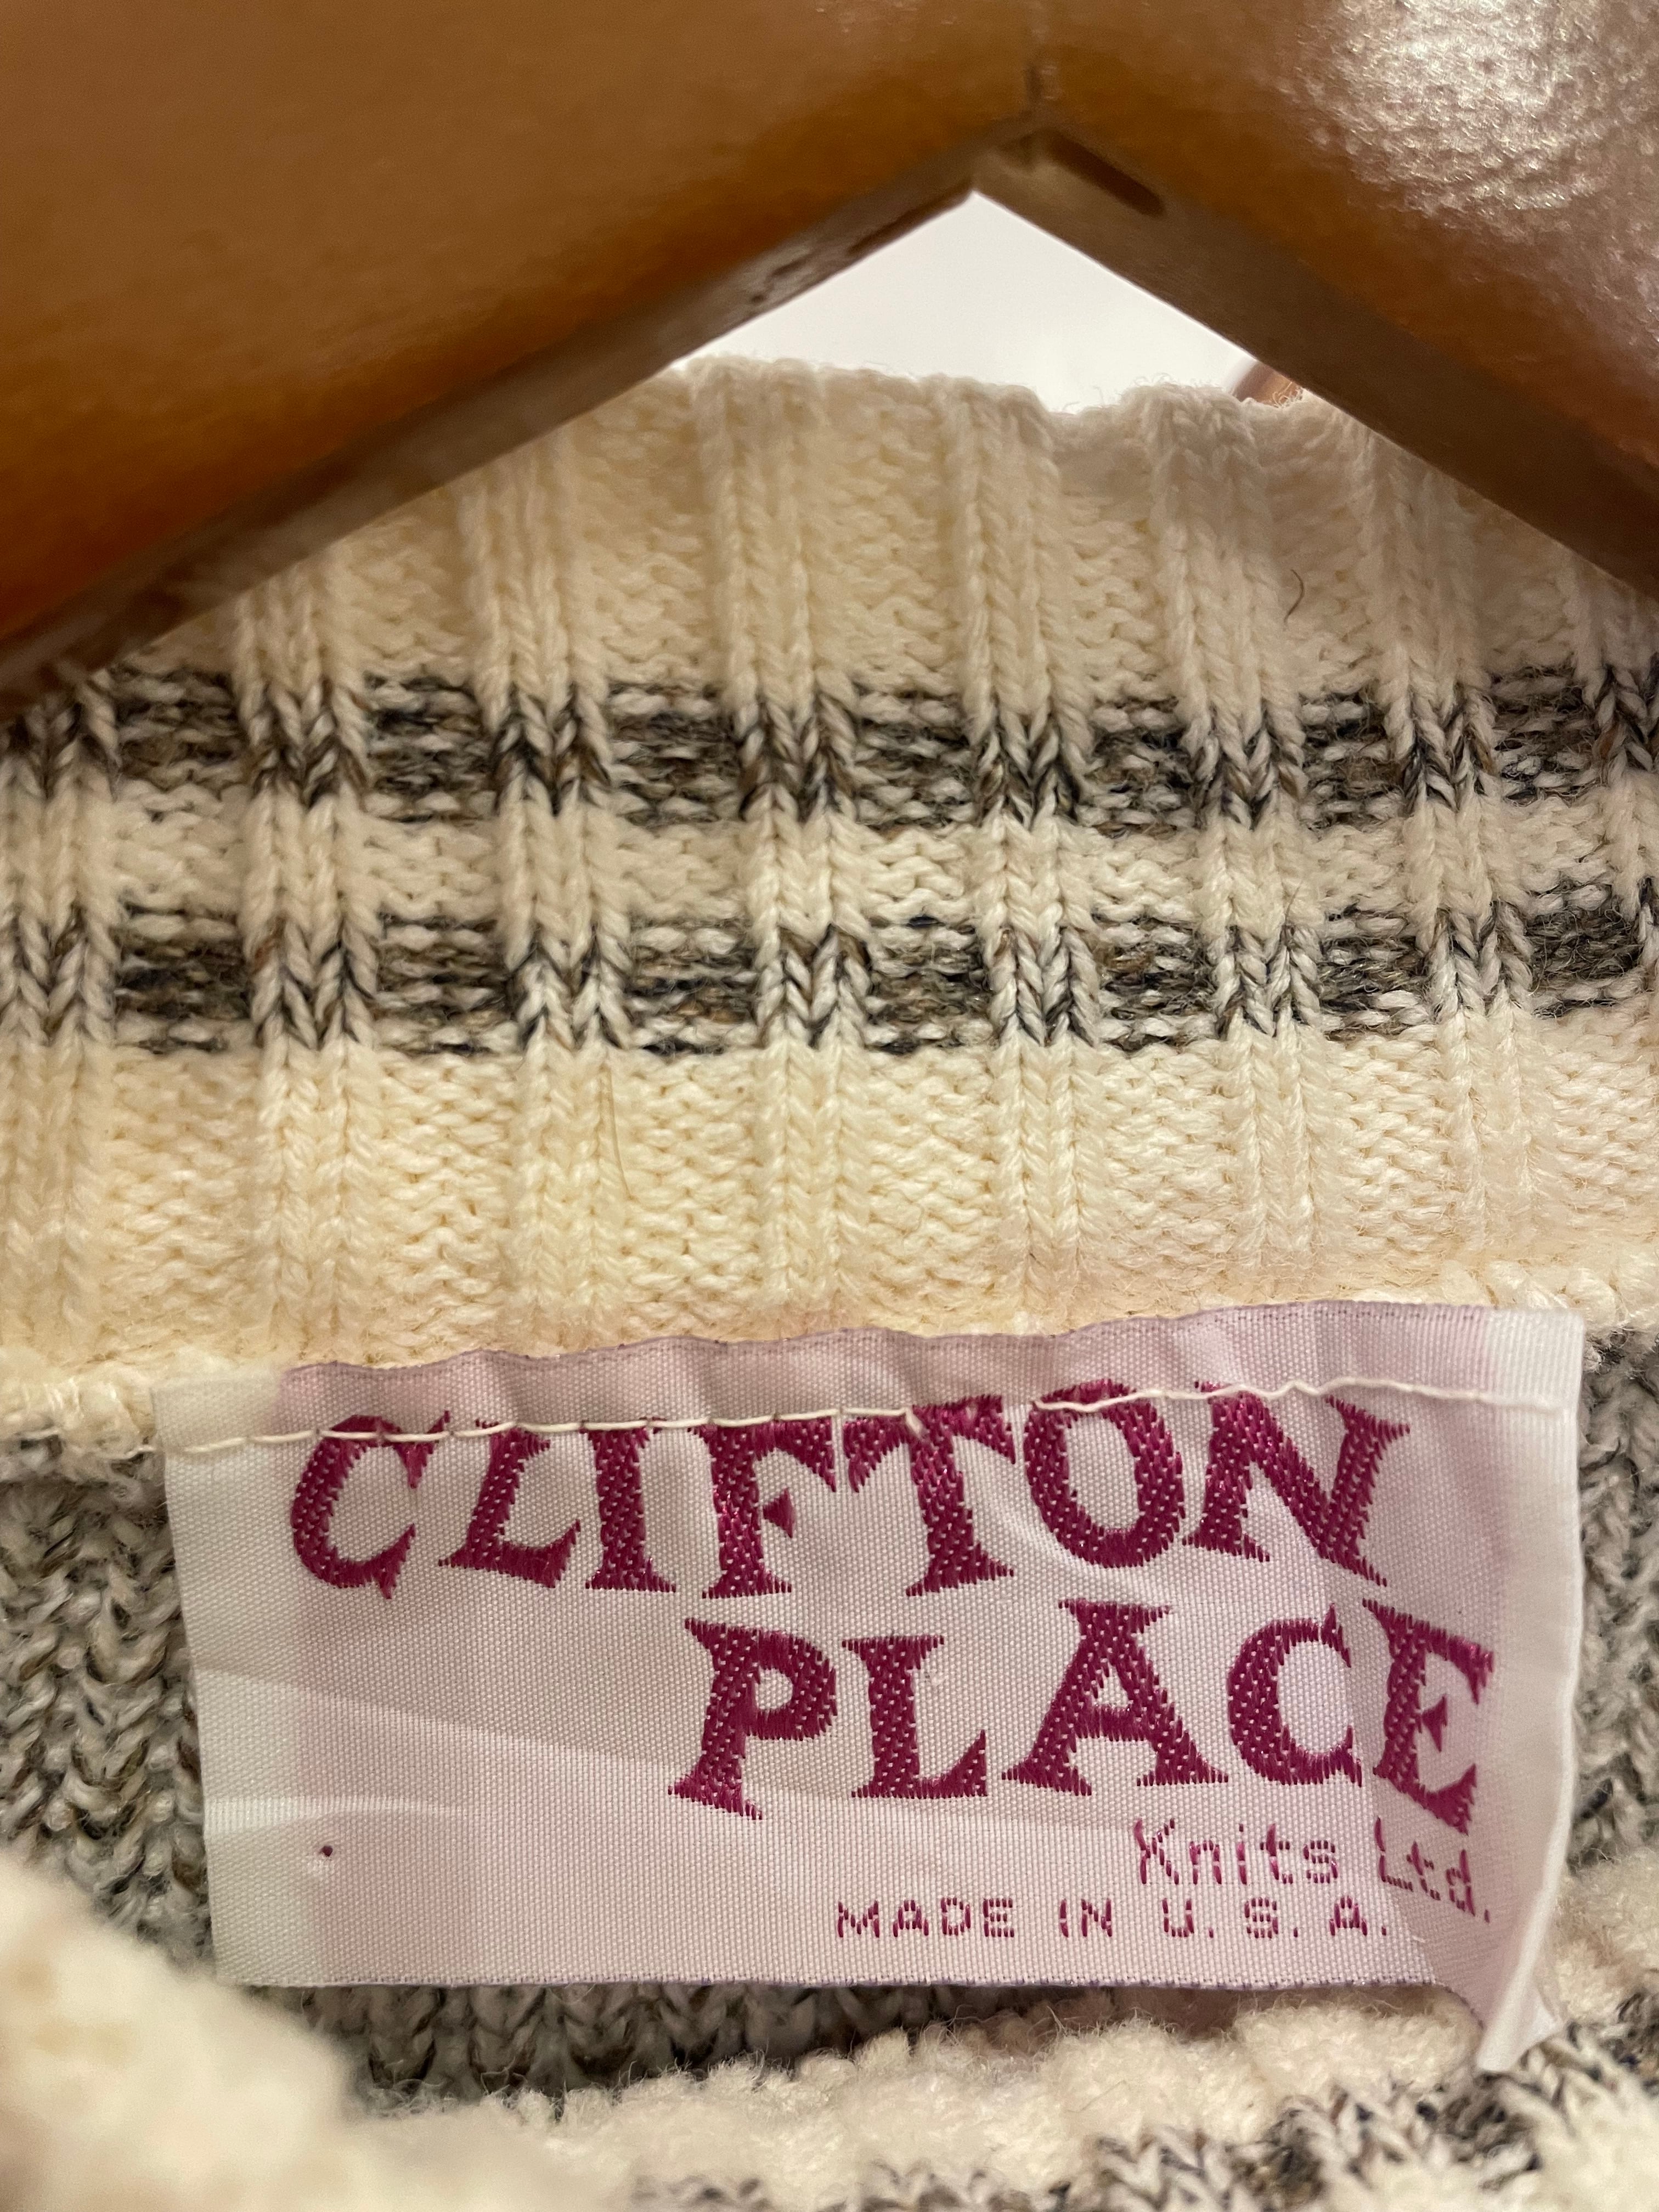 CLIFTON
PLACE
Knits Ltd.
MADE IN U.S.A.